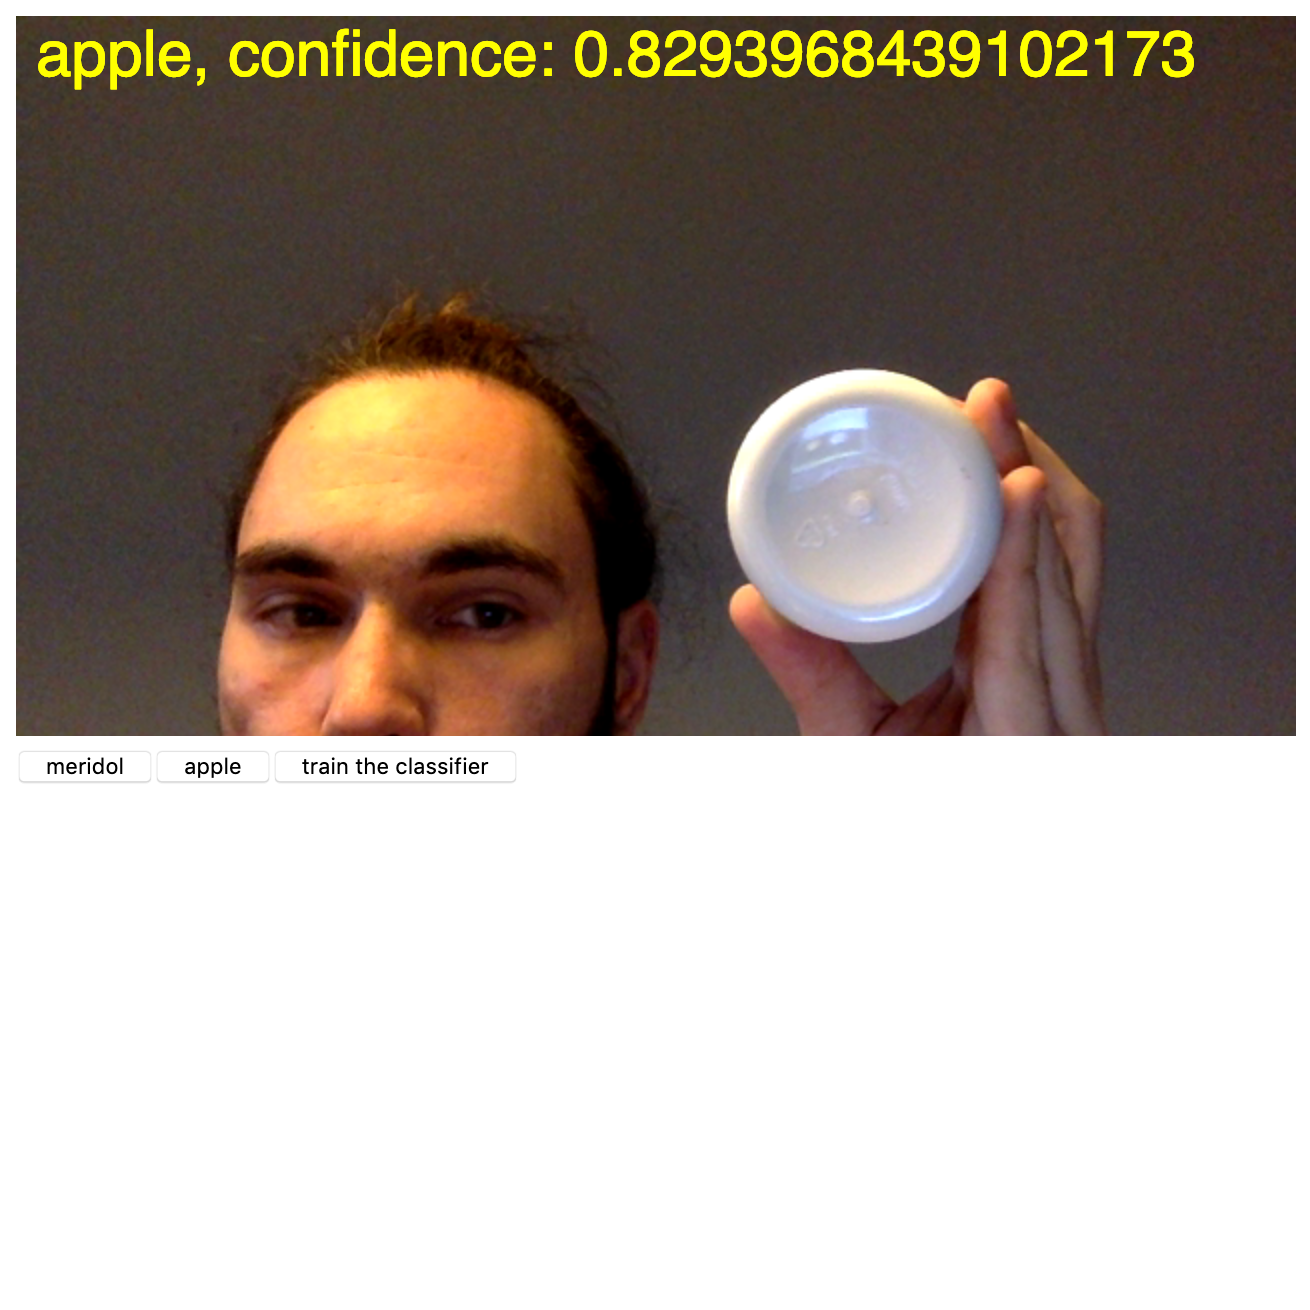 apple, confidence: 0.8293968439102173
meridol apple train the classifier